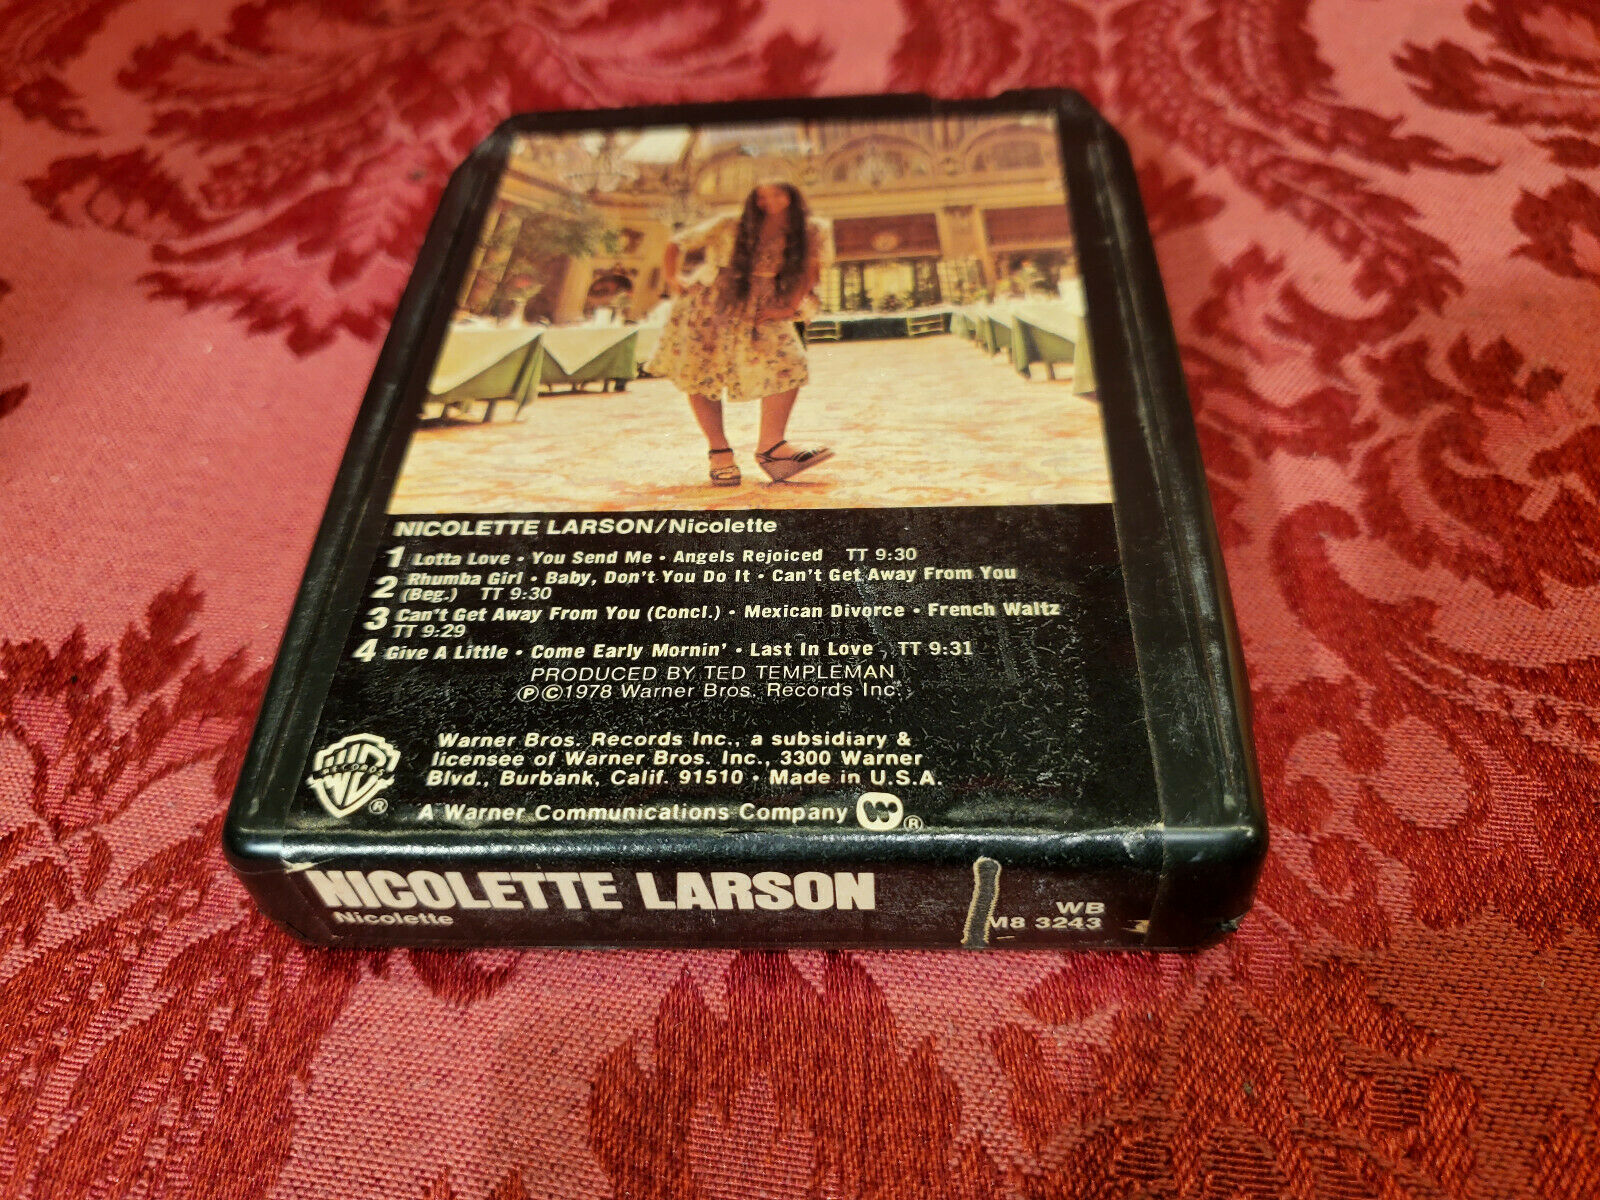 NICOLETTE LARSON/Nicolette
1 Lotta Love • You Send Me • Angels Rejoiced TT 9:30
2 Rhumba Girl • Baby, Don't You Do It • Can't Get Away From You
(Beg.) TT 9:30
3 Can't Get Away From You (Concl.) • Mexican Divorce • French Waltz
TT 9:29
4 Give A Little • Come Early Mornin' • Last In Love TT 9:31
PRODUCED BY TED TEMPLEMAN
℗©1978 Warner Bros. Records Inc.
Warner Bros. Records Inc., a subsidiary &
licensee of Warner Bros. Inc., 3300 Warner
Blvd., Burbank, Calif. 91510 • Made in U.S.A.
RECORDS ®
A Warner Communications Company ®
NICOLETTE LARSON
Nicolette
WB
M8 3243